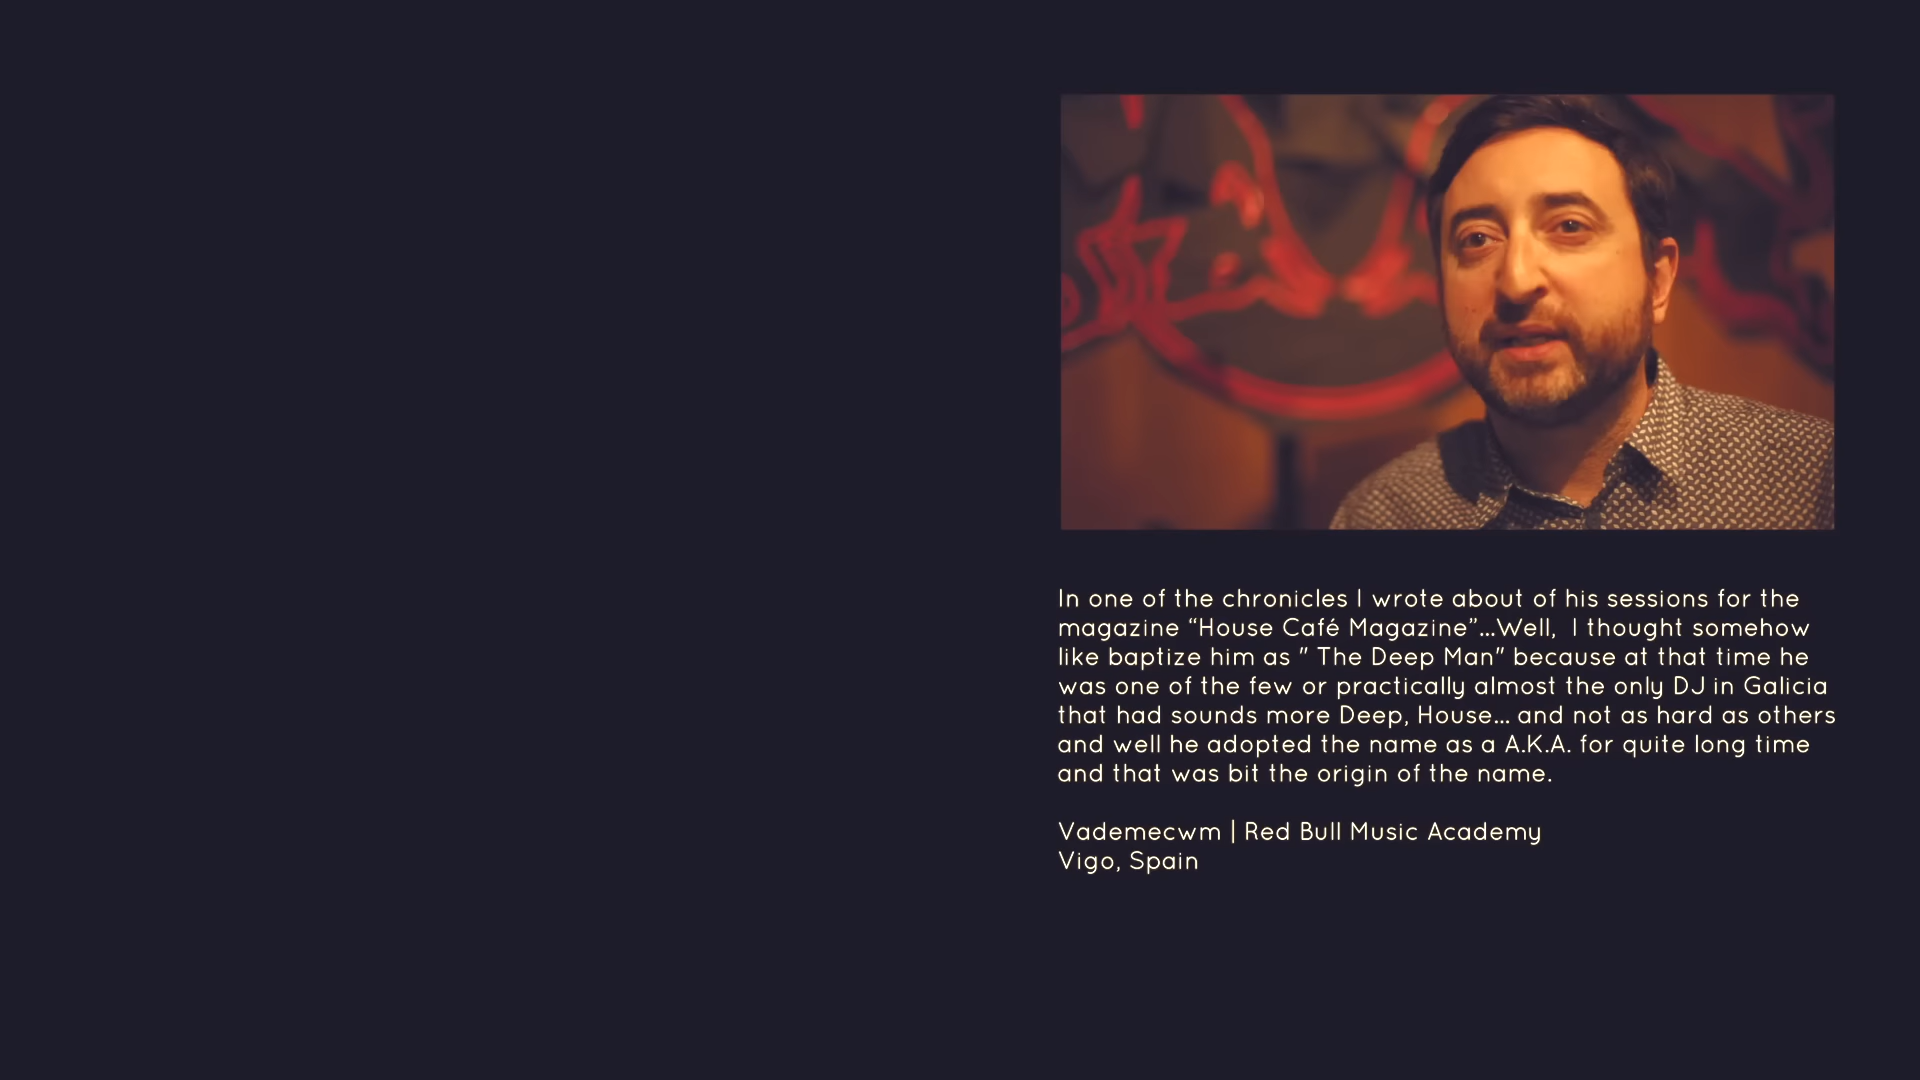 In one of the chronicles I wrote about of his sessions for the
magazine “House Café Magazine”...Well,  I thought somehow
like baptize him as " The Deep Man" because at that time he
was one of the few or practically almost the only DJ in Galicia
that had sounds more Deep, House... and not as hard as others
and well he adopted the name as a A.K.A. for quite long time
and that was bit the origin of the name.
Vademecwm | Red Bull Music Academy
Vigo, Spain